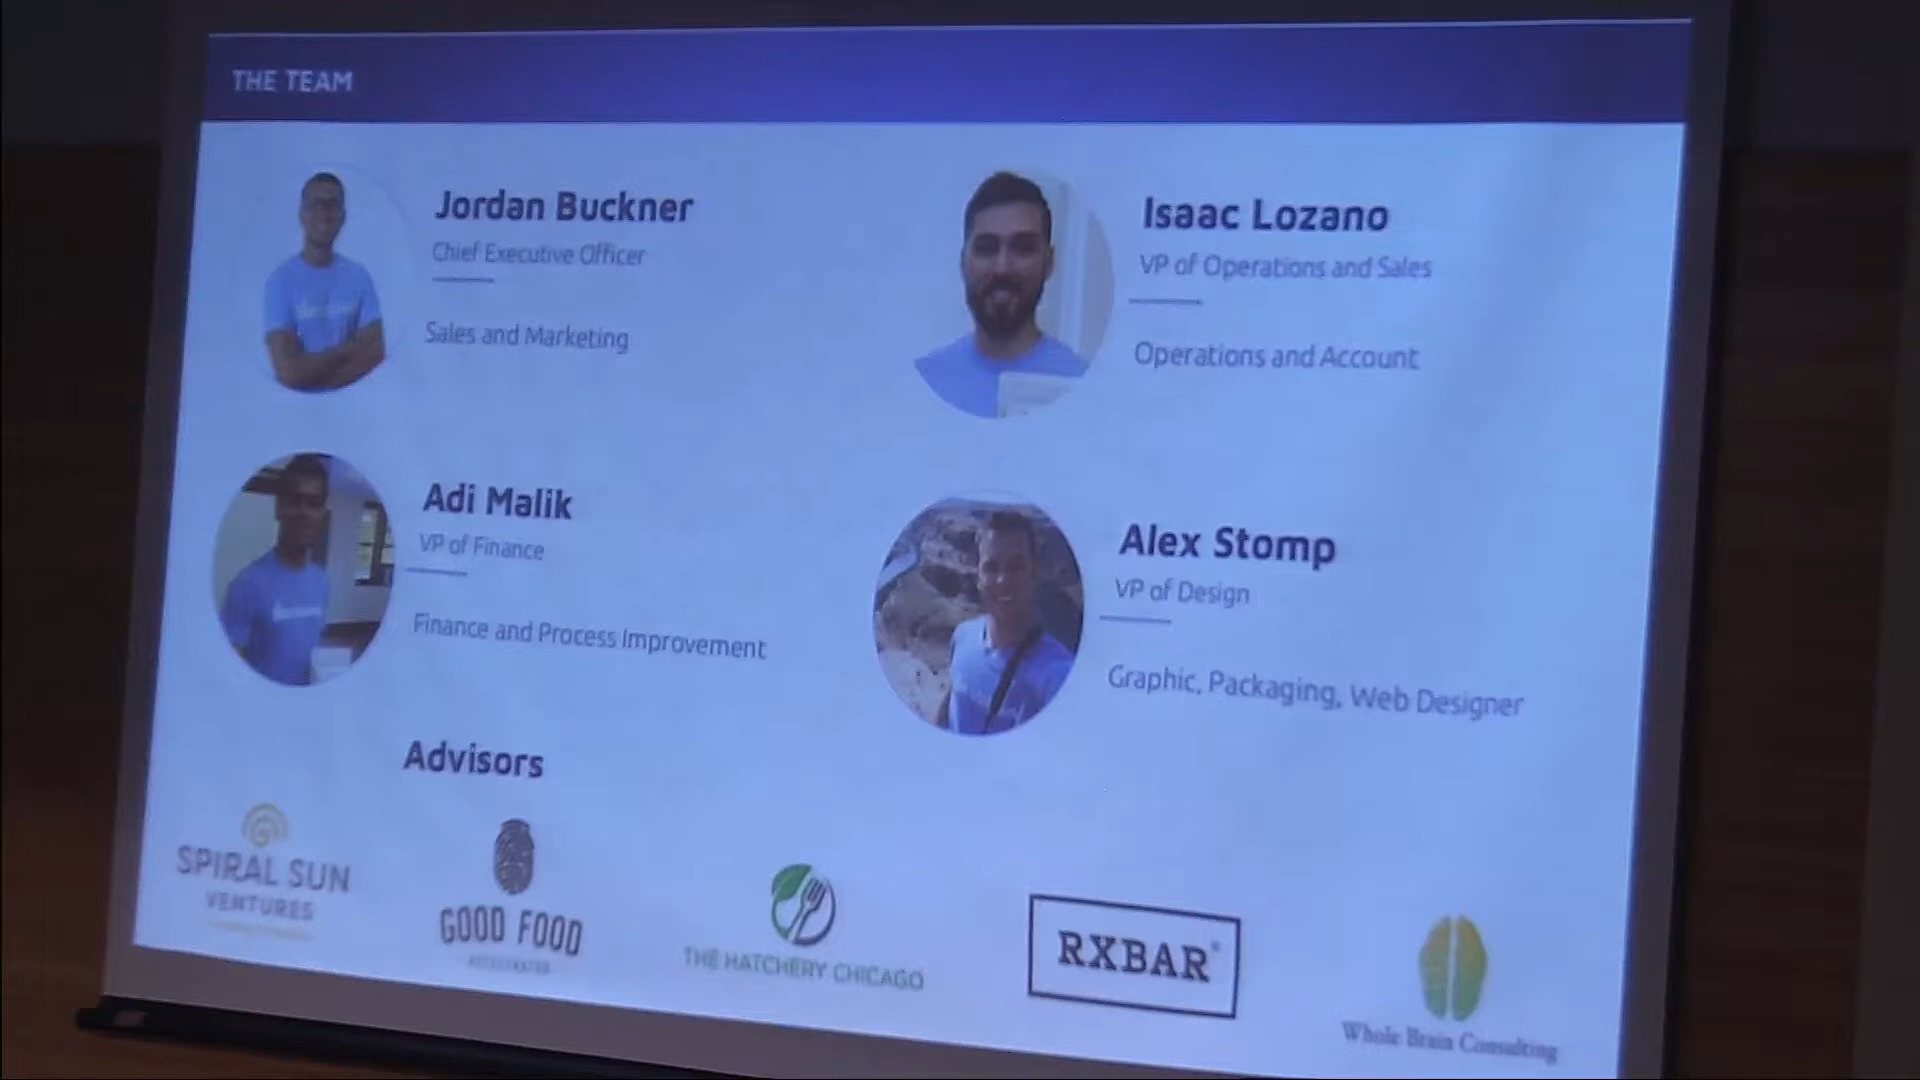 THE TEAM
Jordan Buckner
Chief Executive Officer
Sales and Marketing
Isaac Lozano
VP of Operations and Sales
Operations and Account
Adi Malik
VP of Finance
Finance and Process Improvement
Alex Stomp
VP of Design
Graphic, Packaging, Web Designer
Advisors
SPIRAL SUN
VENTURES
GOOD FOOD
ACCELERATOR
THE HATCHERY CHICAGO
RXBAR®
Whole Brain Consulting